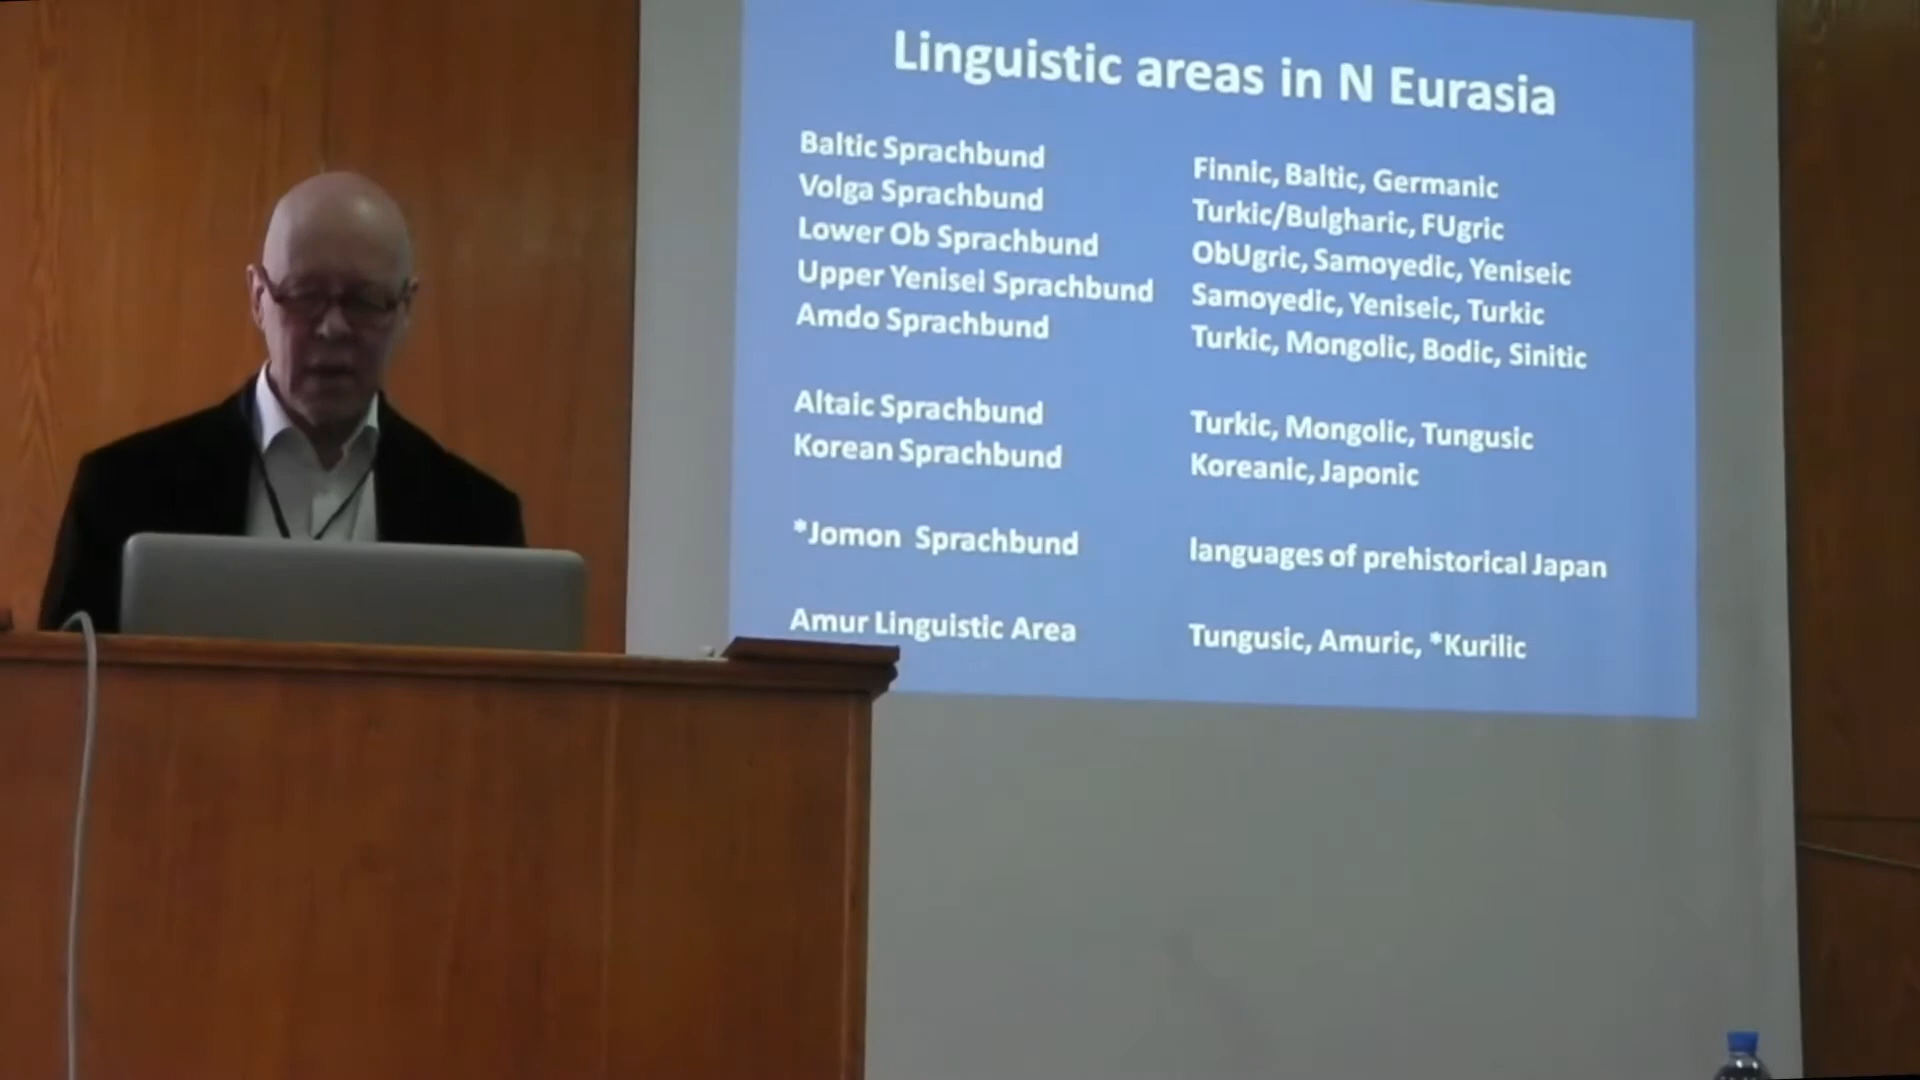 Linguistic areas in N Eurasia
Baltic Sprachbund Finnic, Baltic, Germanic
Volga Sprachbund Turkic/Bulgharic, FUgric
Lower Ob Sprachbund ObUgric, Samoyedic, Yeniseic
Upper Yenisei Sprachbund Samoyedic, Yeniseic, Turkic
Amdo Sprachbund Turkic, Mongolic, Bodic, Sinitic
Altaic Sprachbund Turkic, Mongolic, Tungusic
Korean Sprachbund Koreanic, Japonic
*Jomon Sprachbund languages of prehistorical Japan
Amur Linguistic Area Tungusic, Amuric, *Kurilic